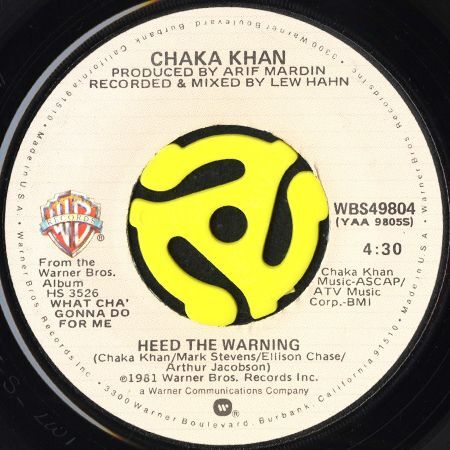 CHAKA KHAN
PRODUCED BY ARIF MARDIN
RECORDED & MIXED BY LEW HAHN
WB
RECORDS
®
WBS49804
(YAA 9805S)
4:30
From the
Warner Bros.
Album
HS 3526
WHAT CHA'
GONNA DO
FOR ME
Chaka Khan
Music-ASCAP/
ATV Music
Corp.-BMI
HEED THE WARNING
(Chaka Khan/Mark Stevens/Ellison Chase/
Arthur Jacobson)
©1981 Warner Bros. Records Inc.
a Warner Communications Company
3300 Warner Boulevard, Burbank, California 91510
Made in U.S.A.
Warner Bros Records Inc.